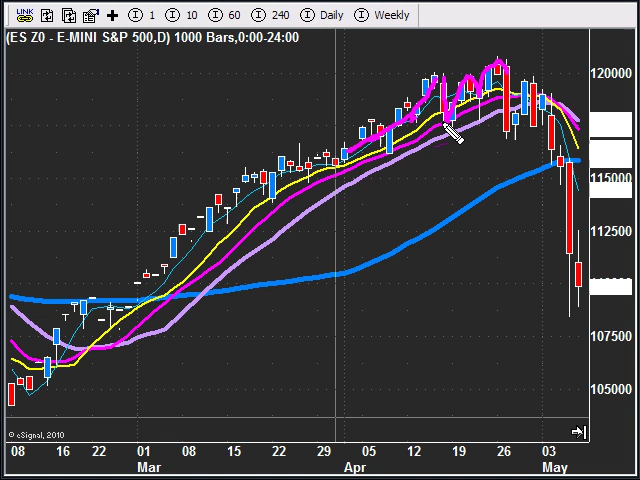 LINK 1 10 60 240 Daily Weekly
(ES Z0 - E-MINI S&P 500,D) 1000 Bars,0:00-24:00
120000
115000
112500
107500
105000
© eSignal, 2010
08 16 22 01 08 15 22 29 05 12 19 26 03
Mar Apr May